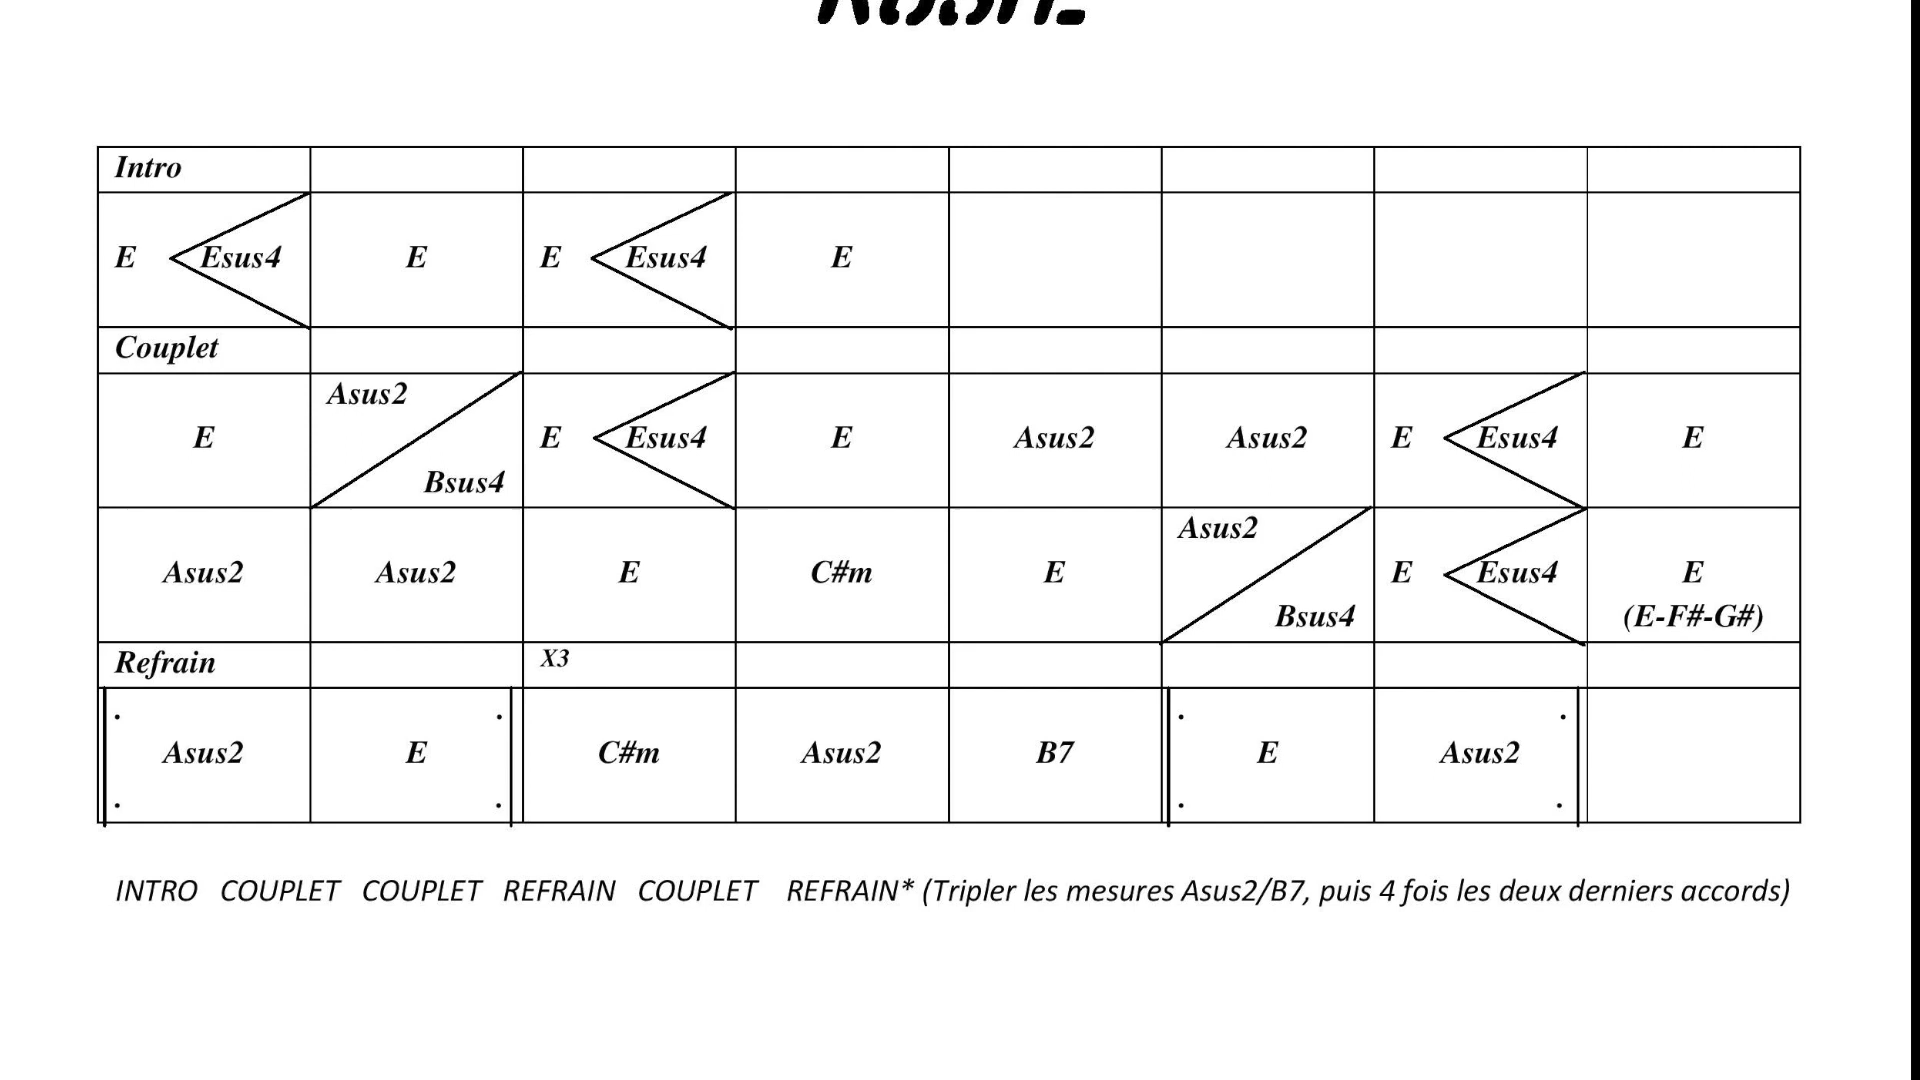 Intro
E Esus4 E E Esus4 E
Couplet
E Asus2 Bsus4 E Esus4 E Asus2 Asus2 E Esus4 E
Asus2 Asus2 E C#m E Asus2 Bsus4 E Esus4 E (E-F#-G#)
Refrain X3
Asus2 E C#m Asus2 B7 E Asus2
INTRO COUPLET COUPLET REFRAIN COUPLET REFRAIN* (Tripler les mesures Asus2/B7, puis 4 fois les deux derniers accords)